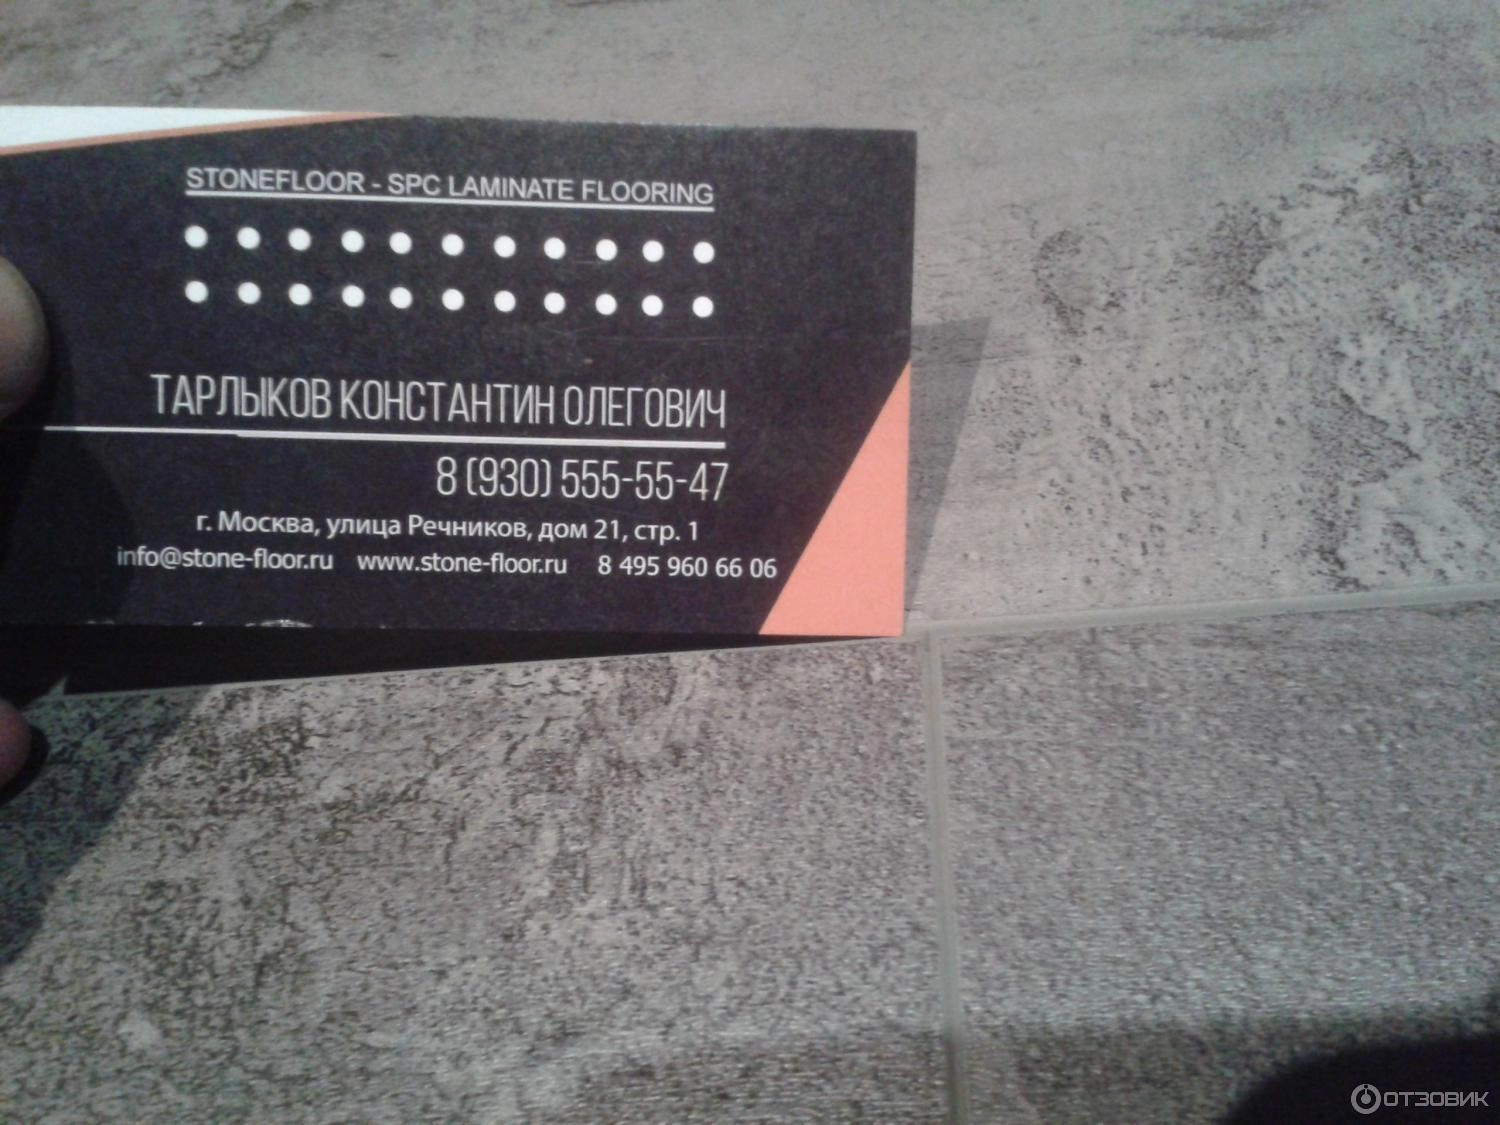 STONEFLOOR - SPC LAMINATE FLOORING
ТАРЛЫКОВ КОНСТАНТИН ОЛЕГОВИЧ
8 (930) 555-55-47
г. Москва, улица Речников, дом 21, стр. 1
info@stone-floor.ru www.stone-floor.ru 8 495 960 66 06
ОТЗОВИК